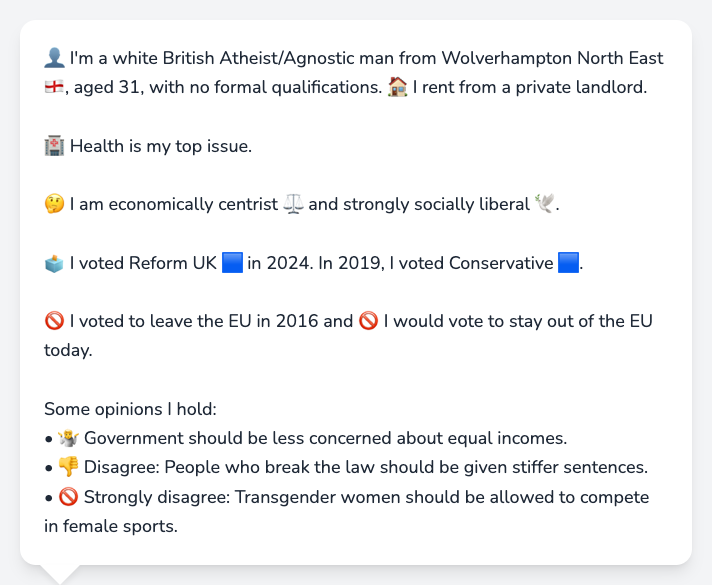 👤 I'm a white British Atheist/Agnostic man from Wolverhampton North East
🏴󠁧󠁢󠁥󠁮󠁧󠁿, aged 31, with no formal qualifications. 🏠 I rent from a private landlord.
🏥 Health is my top issue.
🤔 I am economically centrist ⚖️ and strongly socially liberal 🕊️.
🗳️ I voted Reform UK 🟦 in 2024. In 2019, I voted Conservative 🟦.
🚫 I voted to leave the EU in 2016 and 🚫 I would vote to stay out of the EU
today.
Some opinions I hold:
• 🤷 Government should be less concerned about equal incomes.
• 👎 Disagree: People who break the law should be given stiffer sentences.
• 🚫 Strongly disagree: Transgender women should be allowed to compete
in female sports.